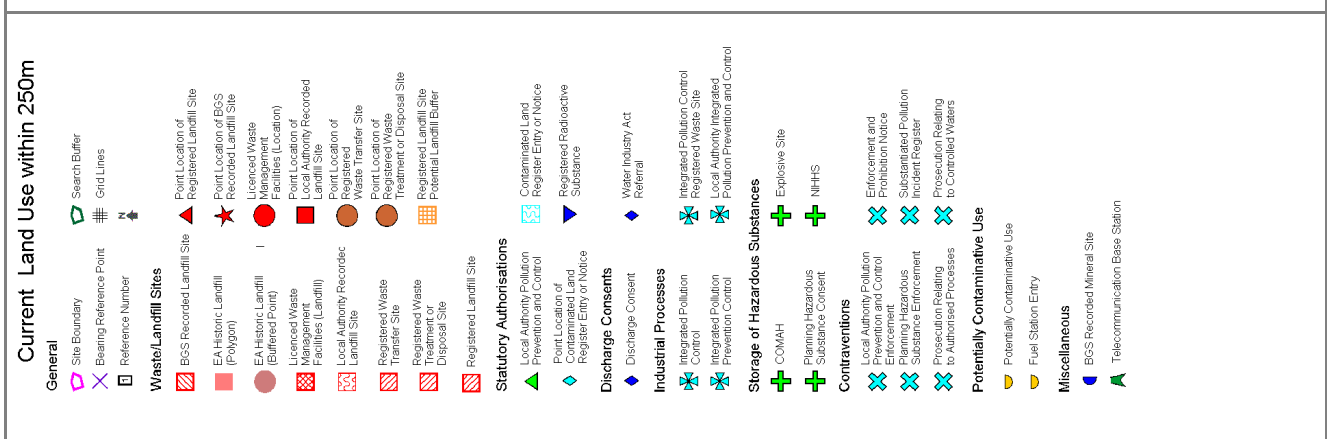 Current Land Use within 250m
General
Site Boundary
Search Buffer
Bearing Reference Point
Grid Lines
1
Reference Number
N
Waste/Landfill Sites
BGS Recorded Landfill Site
Point Location of
Registered Landfill Site
EA Historic Landfill
(Polygon)
Point Location of BGS
Recorded Landfill Site
EA Historic Landfill
(Buffered Point)
Licenced Waste
Management
Facilities (Location)
Licenced Waste
Management
Facilities (Landfill)
Point Location of
Local Authority Recorded
Landfill Site
Local Authority Recorded
Landfill Site
Point Location of
Registered
Waste Transfer Site
Registered Waste
Transfer Site
Point Location of
Registered Waste
Treatment or Disposal Site
Registered Waste
Treatment or
Disposal Site
Registered Landfill Site
Potential Landfill Buffer
Registered Landfill Site
Statutory Authorisations
Local Authority Pollution
Prevention and Control
Contaminated Land
Register Entry or Notice
Point Location of
Contaminated Land
Register Entry or Notice
Registered Radioactive
Substance
Discharge Consents
Discharge Consent
Water Industry Act
Referral
Industrial Processes
Integrated Pollution
Control
Integrated Pollution Control
Registered Waste Site
Integrated Pollution
Prevention Control
Local Authority Integrated
Pollution Prevention and Control
Storage of Hazardous Substances
COMAH
Explosive Site
Planning Hazardous
Substance Consent
NIHHS
Contraventions
Local Authority Pollution
Prevention and Control
Enforcement
Enforcement and
Prohibition Notice
Planning Hazardous
Substance Enforcement
Substantiated Pollution
Incident Register
Prosecution Relating
to Authorised Processes
Prosecution Relating
to Controlled Waters
Potentially Contaminative Use
Potentially Contaminative Use
Fuel Station Entry
Miscellaneous
BGS Recorded Mineral Site
Telecommunication Base Station